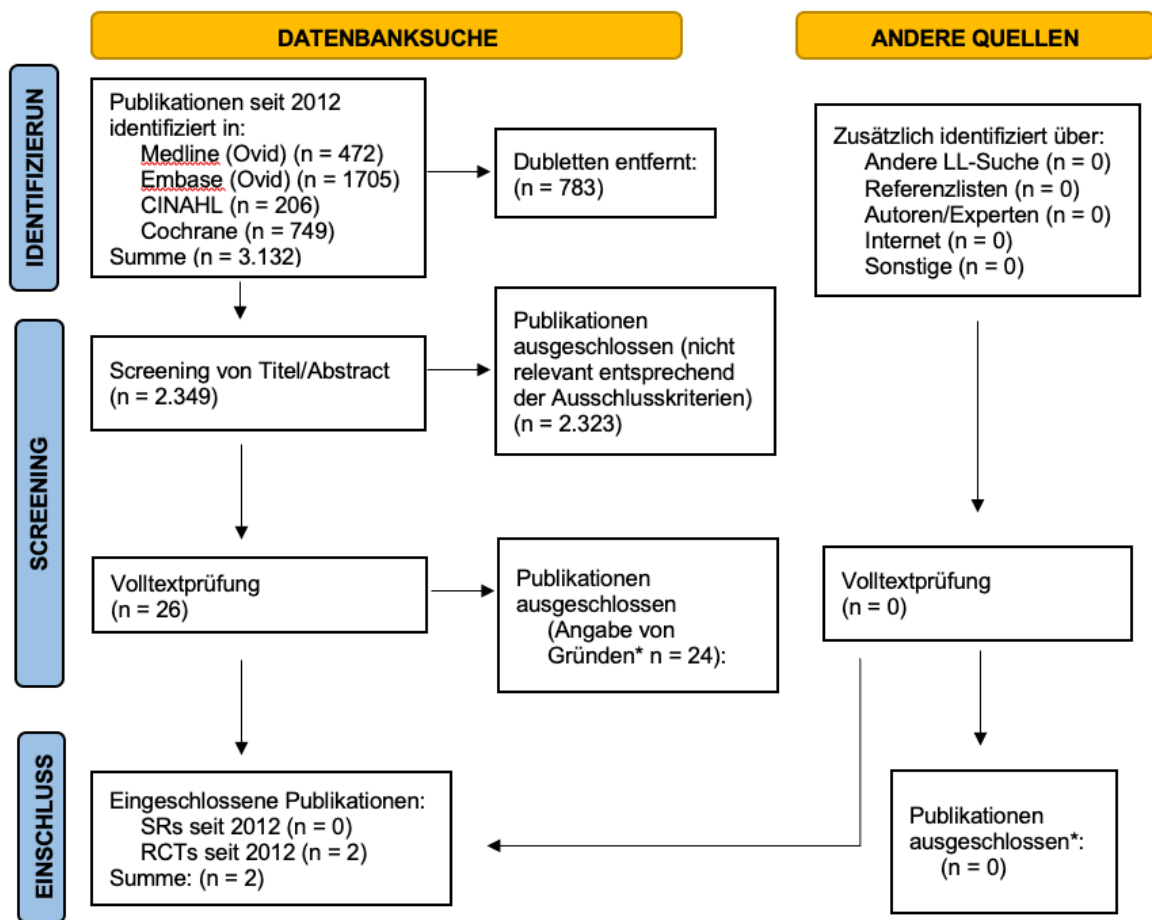 DATENBANKSUCHE
ANDERE QUELLEN
IDENTIFIZIERUN
Publikationen seit 2012
identifiziert in:
Medline (Ovid) (n = 472)
Embase (Ovid) (n = 1705)
CINAHL (n = 206)
Cochrane (n = 749)
Summe (n = 3.132)
Dubletten entfernt:
(n = 783)
Zusätzlich identifiziert über:
Andere LL-Suche (n = 0)
Referenzlisten (n = 0)
Autoren/Experten (n = 0)
Internet (n = 0)
Sonstige (n = 0)
SCREENING
Screening von Titel/Abstract
(n = 2.349)
Publikationen
ausgeschlossen (nicht
relevant entsprechend
der Ausschlusskriterien)
(n = 2.323)
Volltextprüfung
(n = 26)
Publikationen
ausgeschlossen
(Angabe von
Gründen* n = 24):
Volltextprüfung
(n = 0)
EINSCHLUSS
Eingeschlossene Publikationen:
SRs seit 2012 (n = 0)
RCTs seit 2012 (n = 2)
Summe: (n = 2)
Publikationen
ausgeschlossen*:
(n = 0)